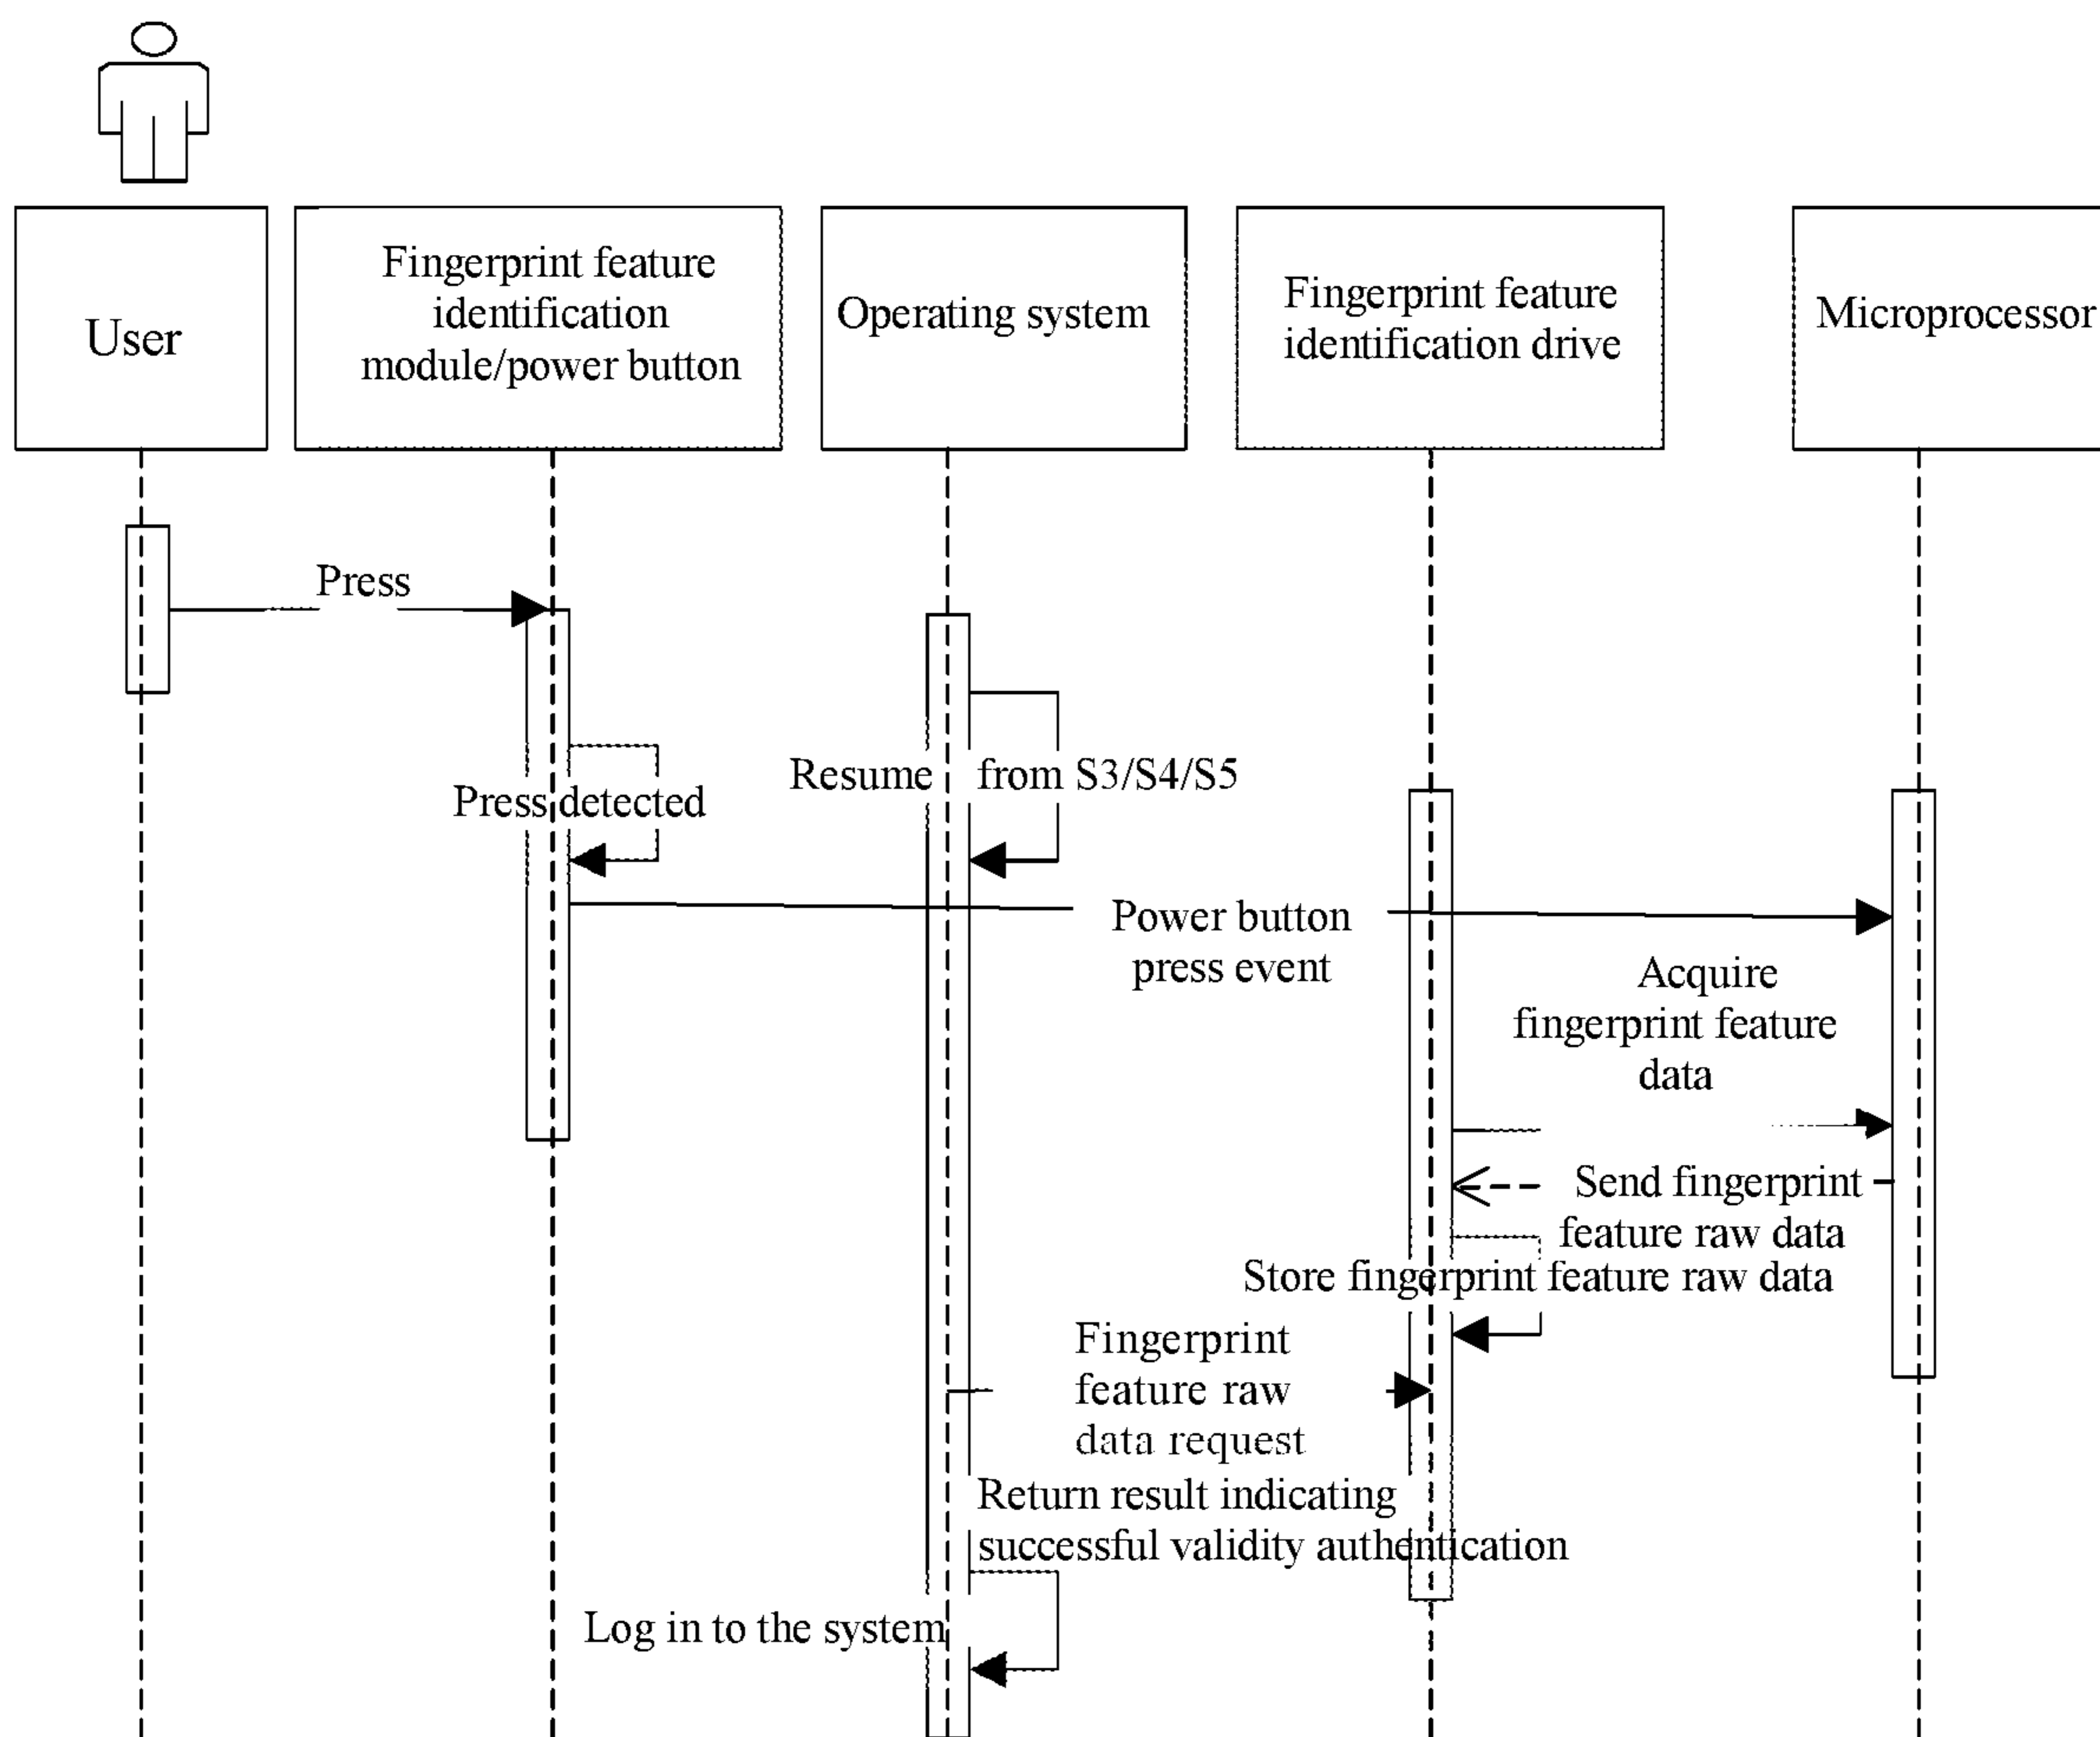 User
Fingerprint feature
identification
module/power button
Operating system
Fingerprint feature
identification drive
Microprocessor
Press
Resume from S3/S4/S5
Press detected
Power button
press event
Acquire
fingerprint feature
data
Send fingerprint
feature raw data
Store fingerprint feature raw data
Fingerprint
feature raw
data request
Return result indicating
successful validity authentication
Log in to the system